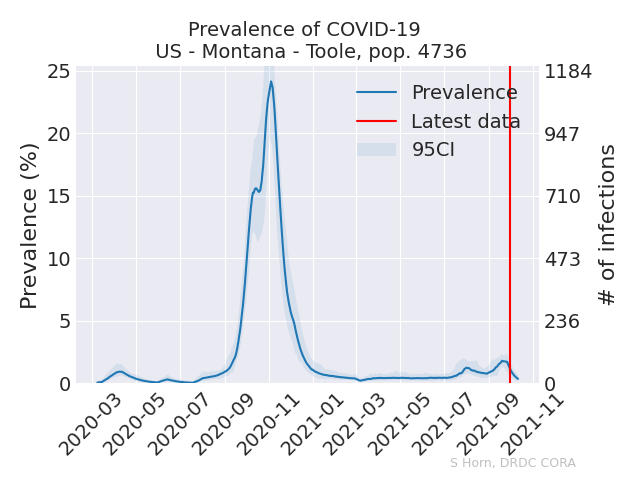 Prevalence of COVID-19
US - Montana - Toole, pop. 4736
Prevalence (%)
25
20
15
10
5
0
1184
947
710
473
236
0
# of infections
Prevalence
Latest data
95CI
2020-03
2020-05
2020-07
2020-09
2020-11
2021-01
2021-03
2021-05
2021-07
2021-09
2021-11
S Horn, DRDC CORA